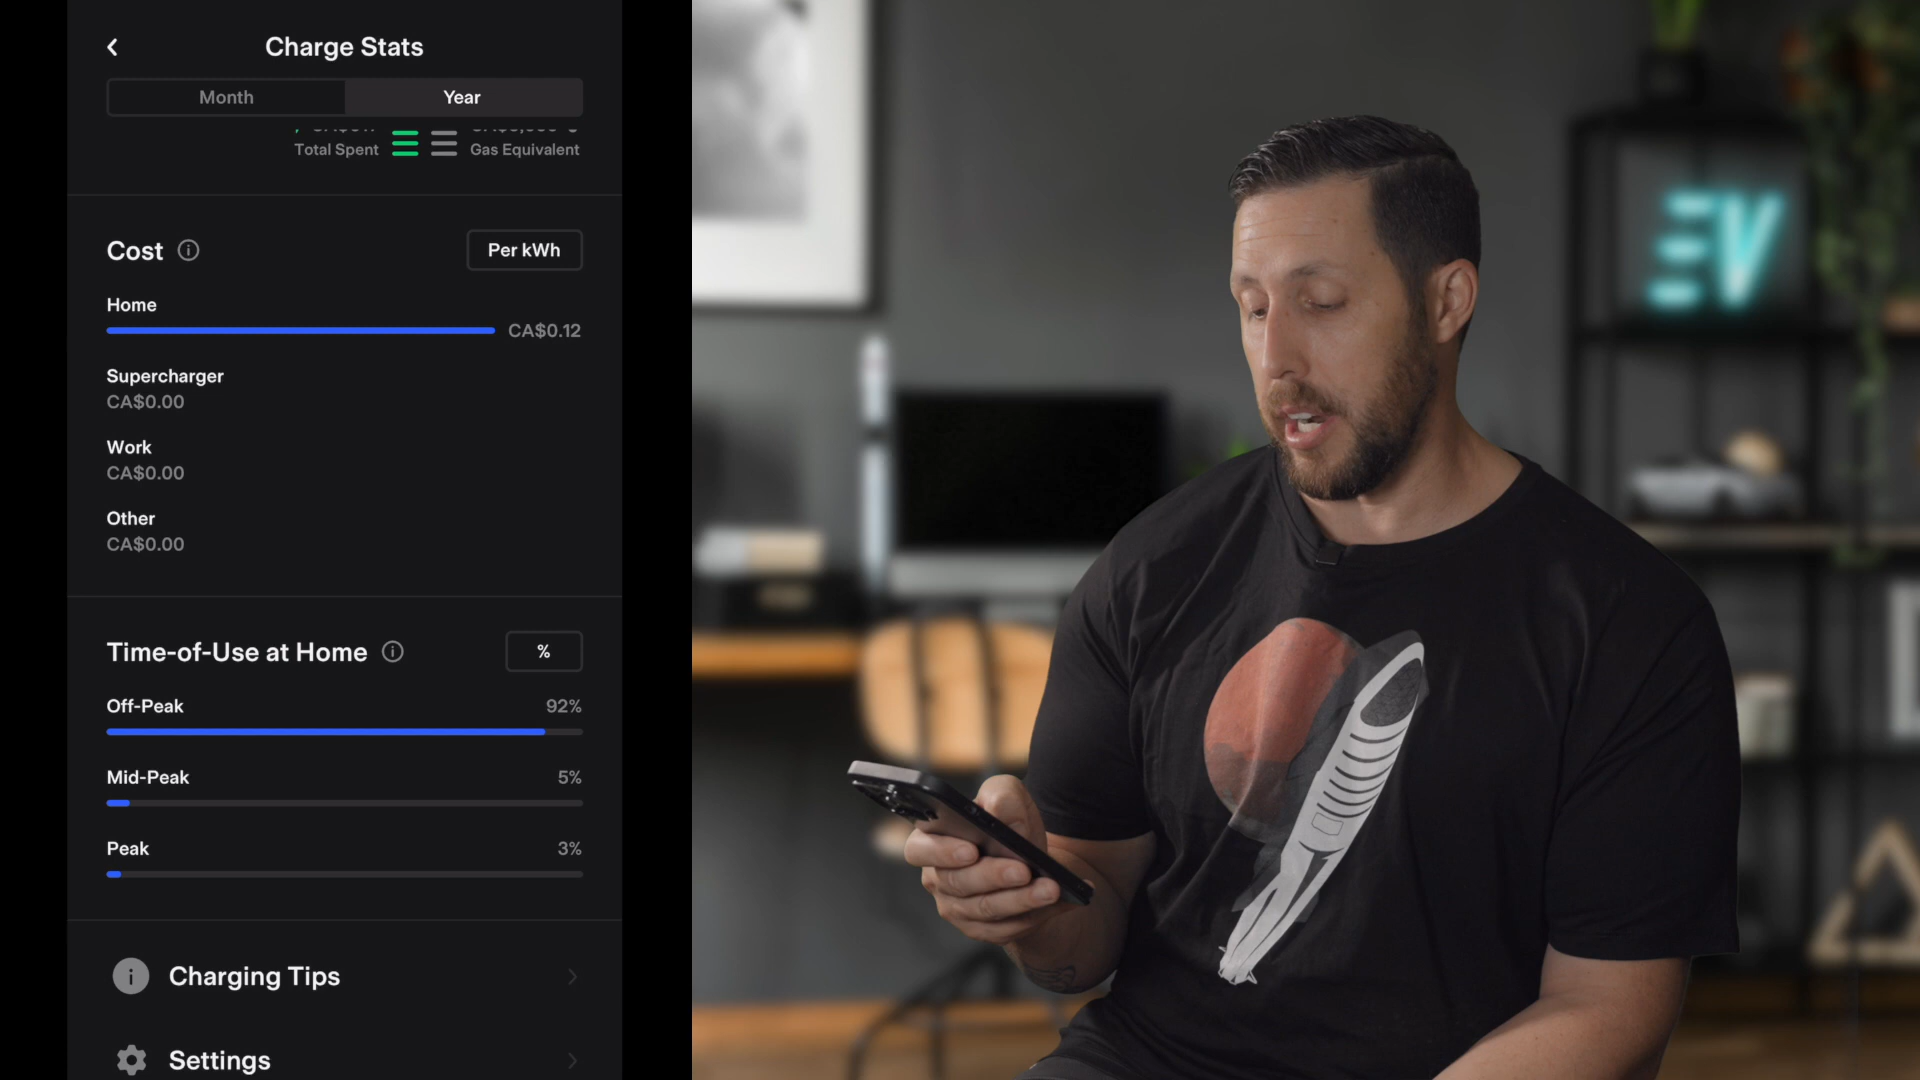 Charge Stats
Month
Year
Total Spent
Gas Equivalent
Cost
Per kWh
Home
CA$0.12
Supercharger
CA$0.00
Work
CA$0.00
Other
CA$0.00
Time-of-Use at Home
%
Off-Peak
92%
Mid-Peak
5%
Peak
3%
Charging Tips
Settings
EV